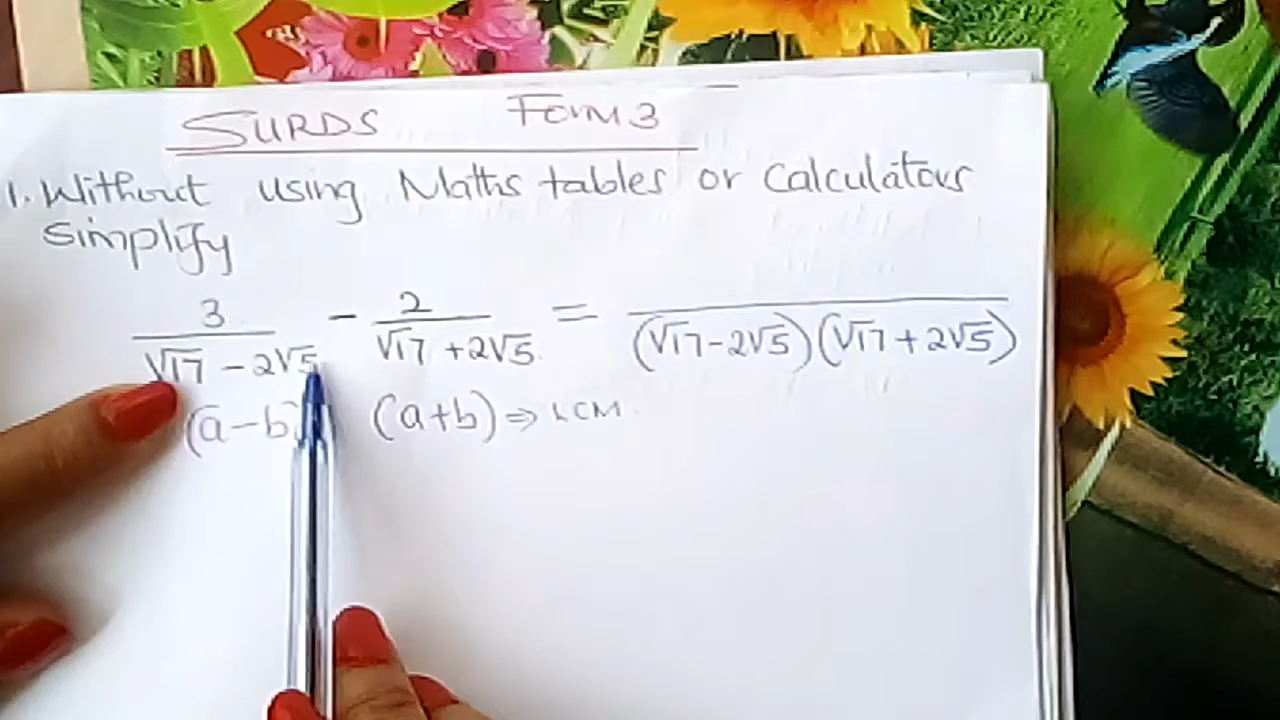 SURDS Form 3
1. Without using Maths tables or Calculators
simplify
3/(√17 - 2√5) - 2/(√17 + 2√5) = /((√17 - 2√5)(√17 + 2√5))
(a-b) (a+b) ⇒ LCM